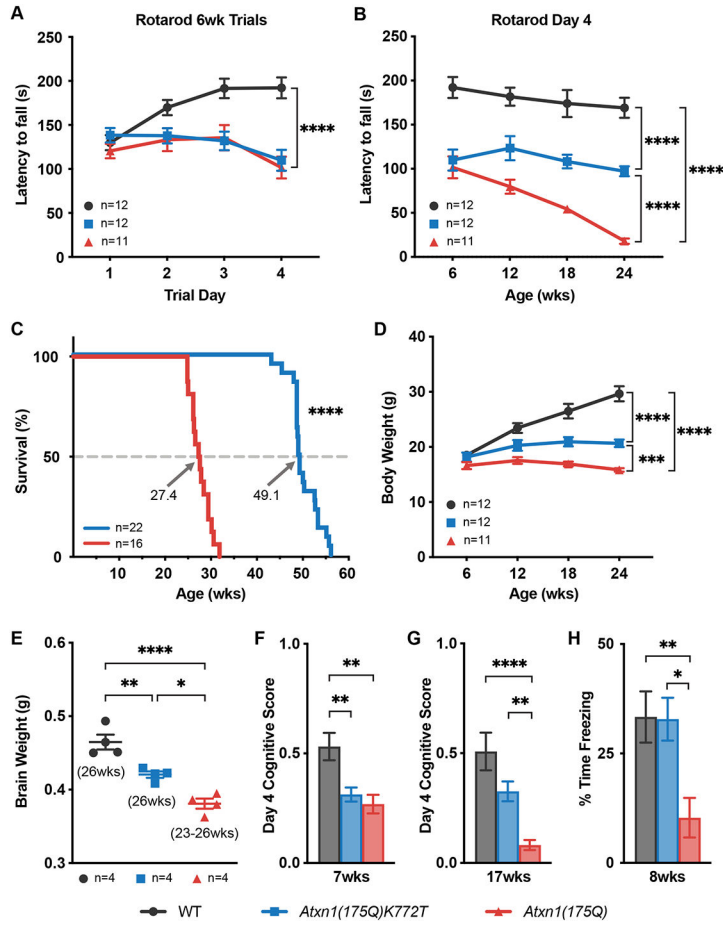 A
Rotarod 6wk Trials
Latency to fall (s)
250
200
150
100
50
0
****
n=12
n=12
n=11
1 2 3 4
Trial Day
B
Rotarod Day 4
Latency to fall (s)
250
200
150
100
50
0
****
****
****
n=12
n=12
n=11
6 12 18 24
Age (wks)
C
Survival (%)
100
50
0
****
27.4
49.1
n=22
n=16
10 20 30 40 50 60
Age (wks)
D
Body Weight (g)
40
30
20
10
0
****
****
***
n=12
n=12
n=11
6 12 18 24
Age (wks)
E
Brain Weight (g)
0.6
0.5
0.4
0.3
****
** *
(26wks)
(26wks)
(23-26wks)
n=4 n=4 n=4
F
Day 4 Cognitive Score
1.0
0.5
0.0
**
**
7wks
G
Day 4 Cognitive Score
1.0
0.5
0.0
****
**
17wks
H
% Time Freezing
50
25
0
**
*
8wks
WT Atxn1(175Q)K772T Atxn1(175Q)